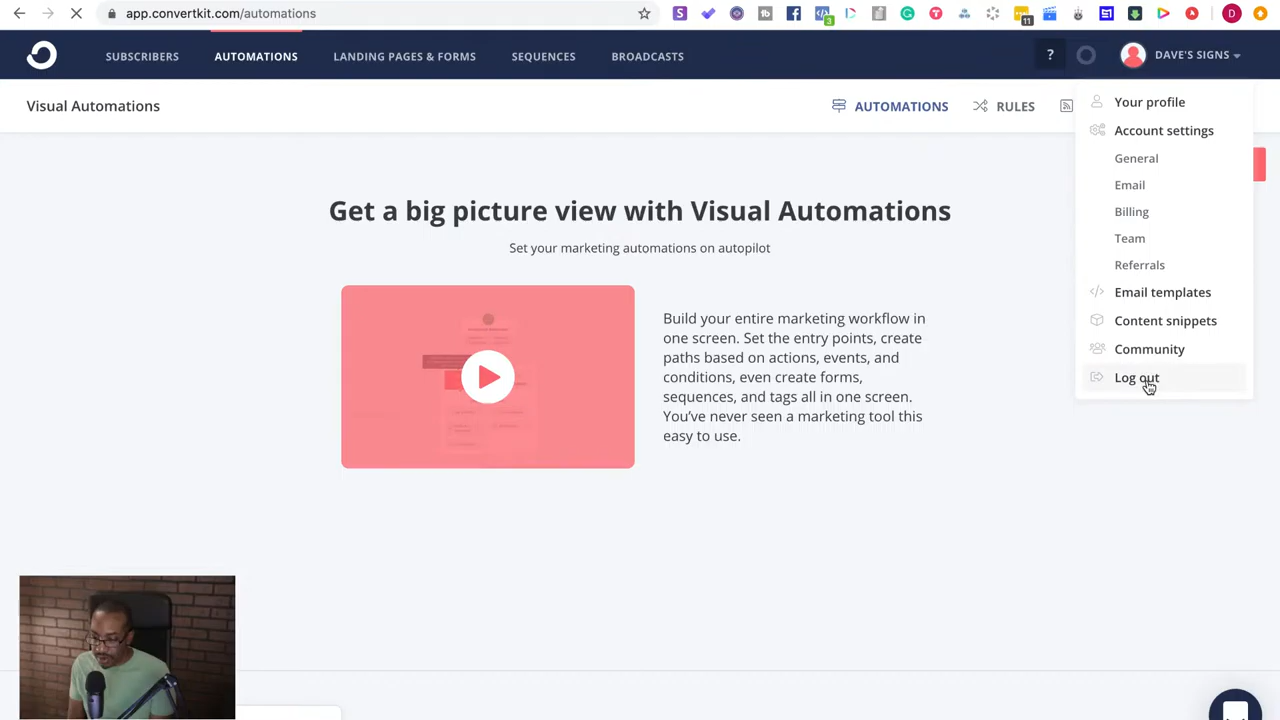 app.convertkit.com/automations
3
11
D
SUBSCRIBERS
AUTOMATIONS
LANDING PAGES & FORMS
SEQUENCES
BROADCASTS
?
DAVE'S SIGNS
Visual Automations
AUTOMATIONS
RULES
Your profile
Account settings
General
Email
Billing
Team
Referrals
Email templates
Content snippets
Community
Log out
Get a big picture view with Visual Automations
Set your marketing automations on autopilot
Build your entire marketing workflow in
one screen. Set the entry points, create
paths based on actions, events, and
conditions, even create forms,
sequences, and tags all in one screen.
You've never seen a marketing tool this
easy to use.